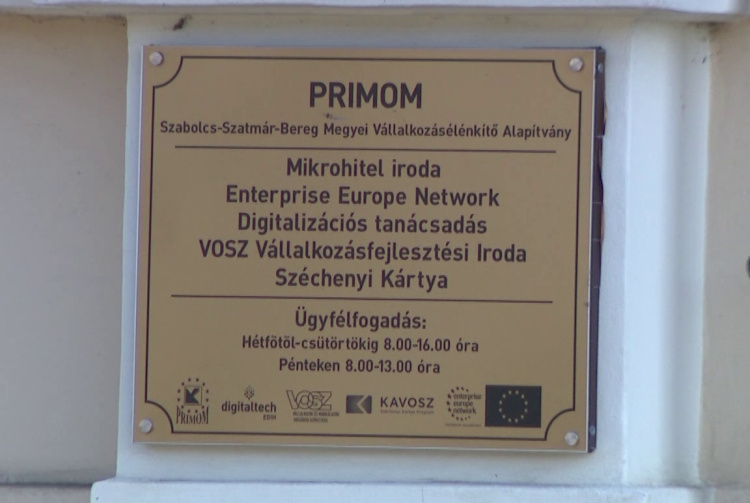 PRIMOM
Szabolcs-Szatmár-Bereg Megyei Vállalkozásélénkítő Alapítvány
Mikrohitel iroda
Enterprise Europe Network
Digitalizációs tanácsadás
VOSZ Vállalkozásfejlesztési Iroda
Széchenyi Kártya
Ügyfélfogadás:
Hétfőtől-csütörtökig 8.00-16.00 óra
Pénteken 8.00-13.00 óra
PRIMOM
digitaltech
EDIH
VOSZ
KAVOSZ
enterprise
europe
network